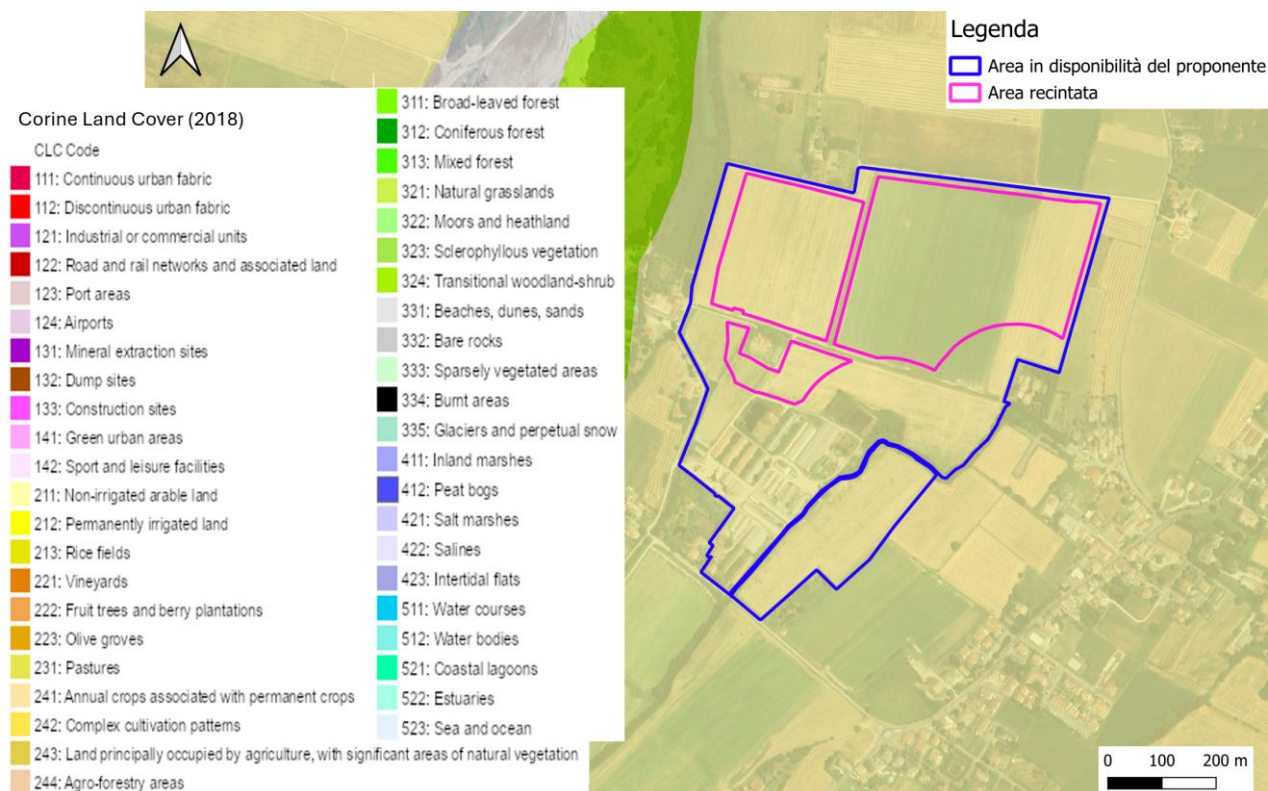 Legenda
Area in disponibilità del proponente
Area recintata
Corine Land Cover (2018)
CLC Code
111: Continuous urban fabric
112: Discontinuous urban fabric
121: Industrial or commercial units
122: Road and rail networks and associated land
123: Port areas
124: Airports
131: Mineral extraction sites
132: Dump sites
133: Construction sites
141: Green urban areas
142: Sport and leisure facilities
211: Non-irrigated arable land
212: Permanently irrigated land
213: Rice fields
221: Vineyards
222: Fruit trees and berry plantations
223: Olive groves
231: Pastures
241: Annual crops associated with permanent crops
242: Complex cultivation patterns
243: Land principally occupied by agriculture, with significant areas of natural vegetation
244: Agro-forestry areas
311: Broad-leaved forest
312: Coniferous forest
313: Mixed forest
321: Natural grasslands
322: Moors and heathland
323: Sclerophyllous vegetation
324: Transitional woodland-shrub
331: Beaches, dunes, sands
332: Bare rocks
333: Sparsely vegetated areas
334: Burnt areas
335: Glaciers and perpetual snow
411: Inland marshes
412: Peat bogs
421: Salt marshes
422: Salines
423: Intertidal flats
511: Water courses
512: Water bodies
521: Coastal lagoons
522: Estuaries
523: Sea and ocean
0 100 200 m